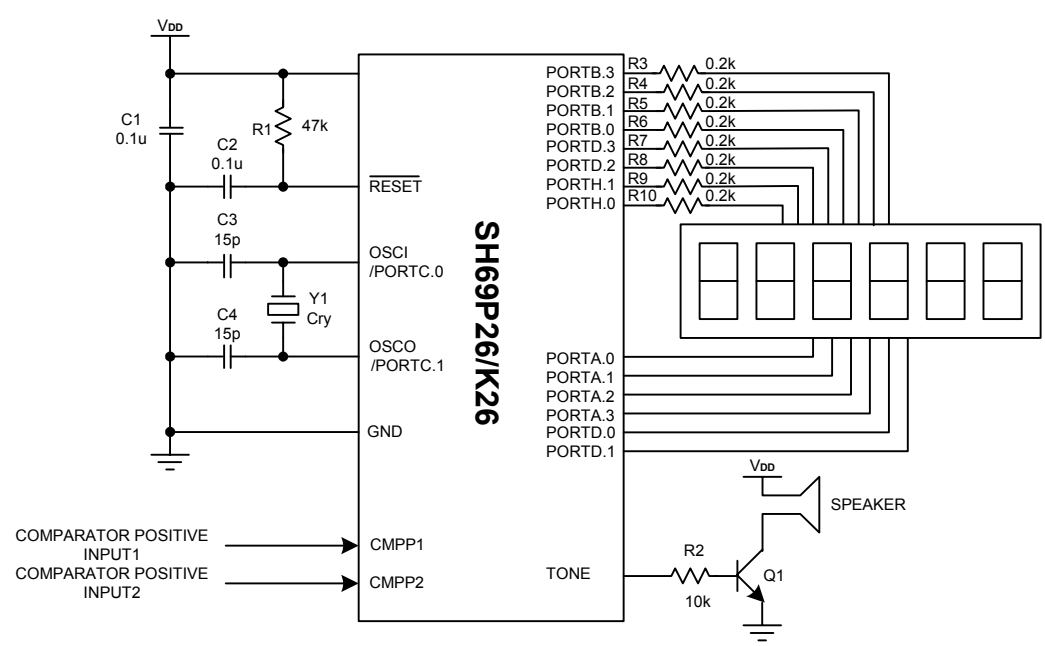 VDD
C1
0.1u
R1
47k
C2
0.1u
RESET
C3
15p
OSCI
/PORTC.0
Y1
Cry
C4
15p
OSCO
/PORTC.1
GND
COMPARATOR POSITIVE
INPUT1
CMPP1
COMPARATOR POSITIVE
INPUT2
CMPP2
SH69P26/K26
PORTB.3
R3
0.2k
PORTB.2
R4
0.2k
PORTB.1
R5
0.2k
PORTB.0
R6
0.2k
PORTD.3
R7
0.2k
PORTD.2
R8
0.2k
PORTH.1
R9
0.2k
PORTH.0
R10
0.2k
PORTA.0
PORTA.1
PORTA.2
PORTA.3
PORTD.0
PORTD.1
VDD
SPEAKER
TONE
R2
10k
Q1